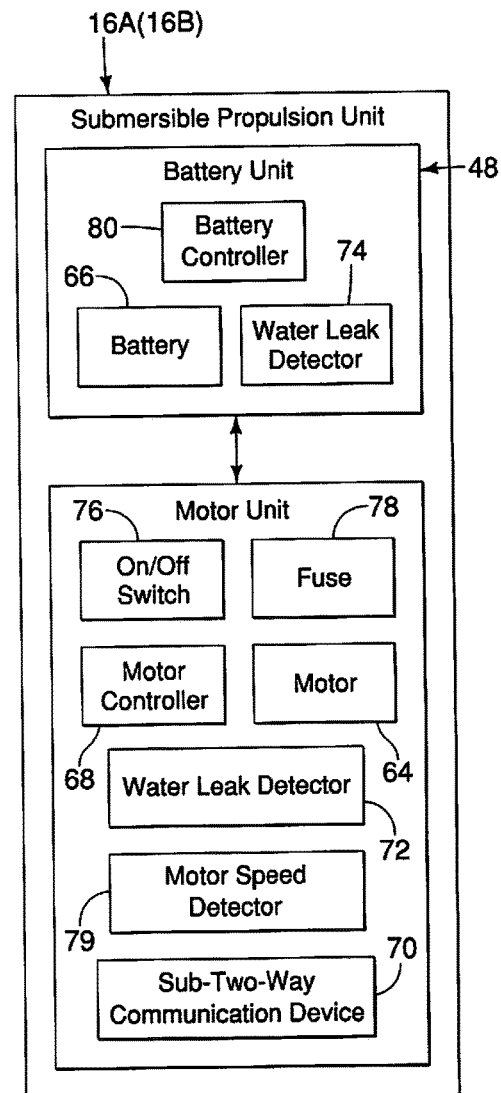 16A(16B)
Submersible Propulsion Unit
Battery Unit
48
80
Battery
Controller
66
74
Battery
Water Leak
Detector
Motor Unit
76
78
On/Off
Switch
Fuse
Motor
Controller
Motor
68
64
Water Leak Detector
72
Motor Speed
Detector
79
70
Sub-Two-Way
Communication Device